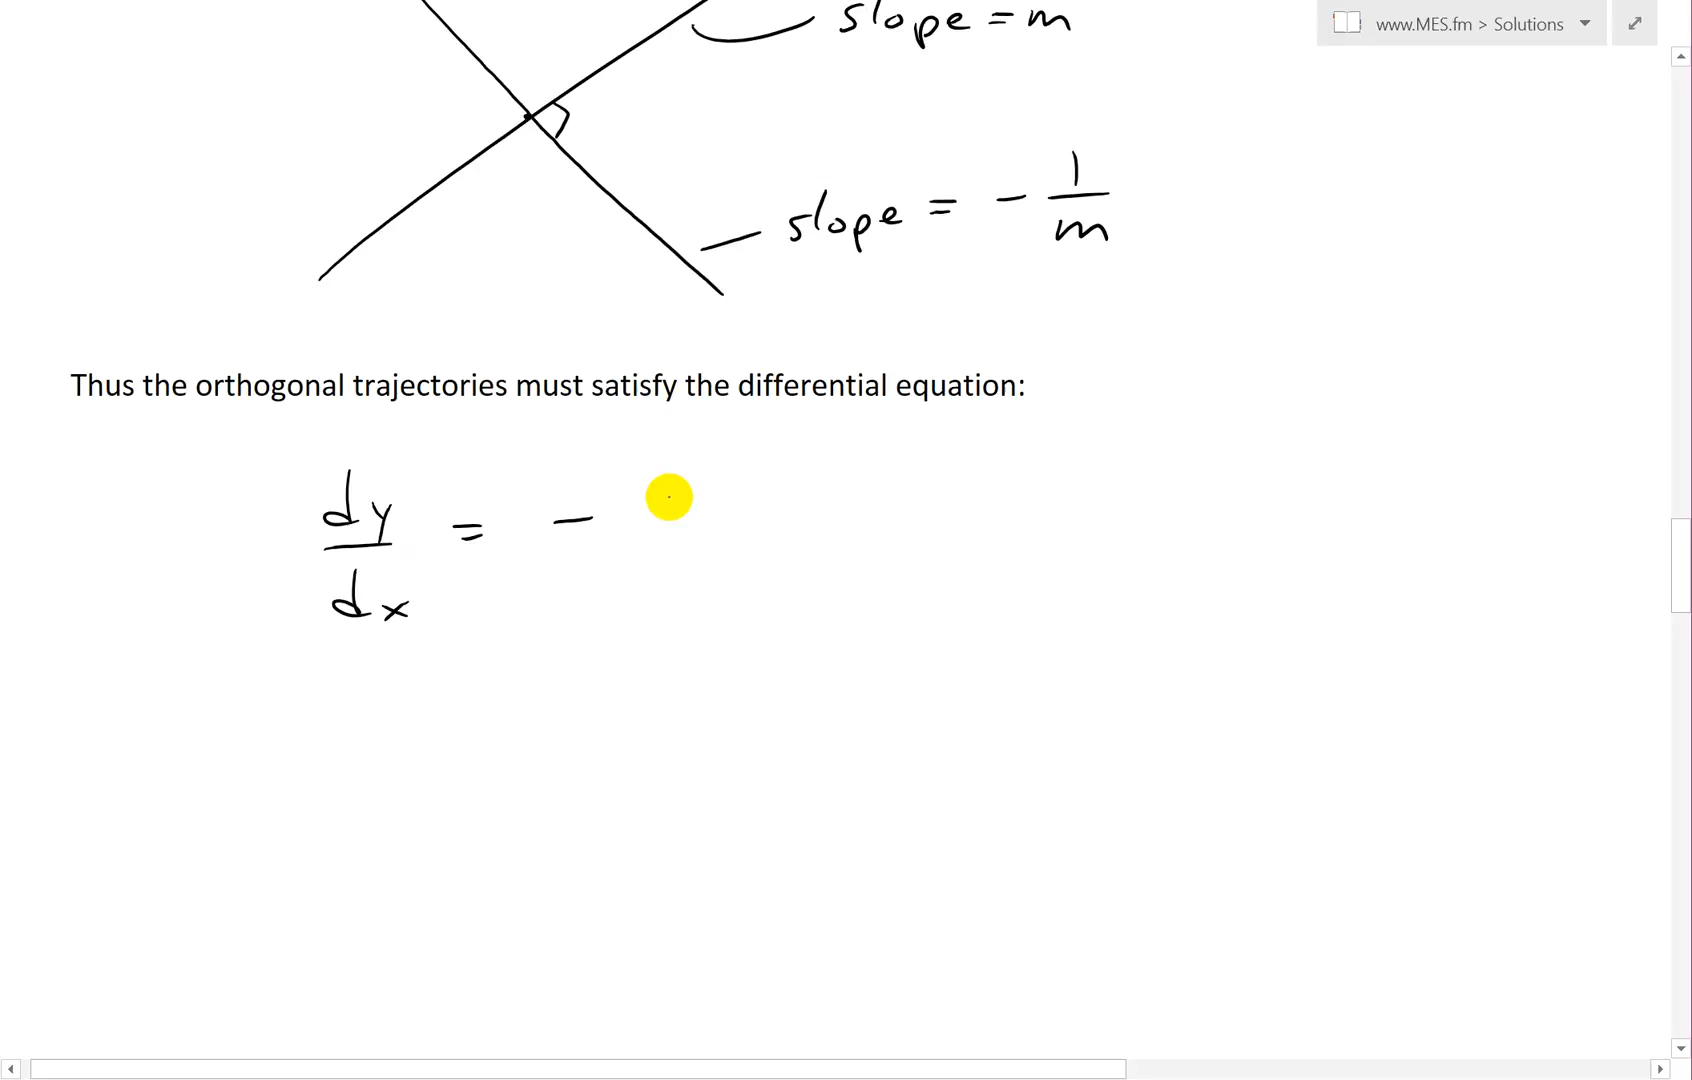 slope = m
www.MES.fm > Solutions
slope = - 1/m
Thus the orthogonal trajectories must satisfy the differential equation:
dy/dx = -